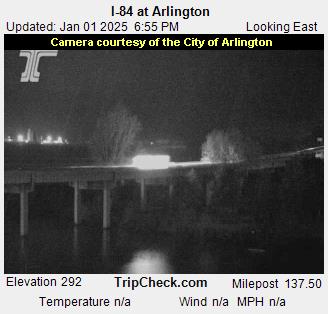 I-84 at Arlington
Updated: Jan 01 2025 6:55 PM Looking East
Camera courtesy of the City of Arlington
Elevation 292 TripCheck.com Milepost 137.50
Temperature n/a Wind n/a MPH n/a